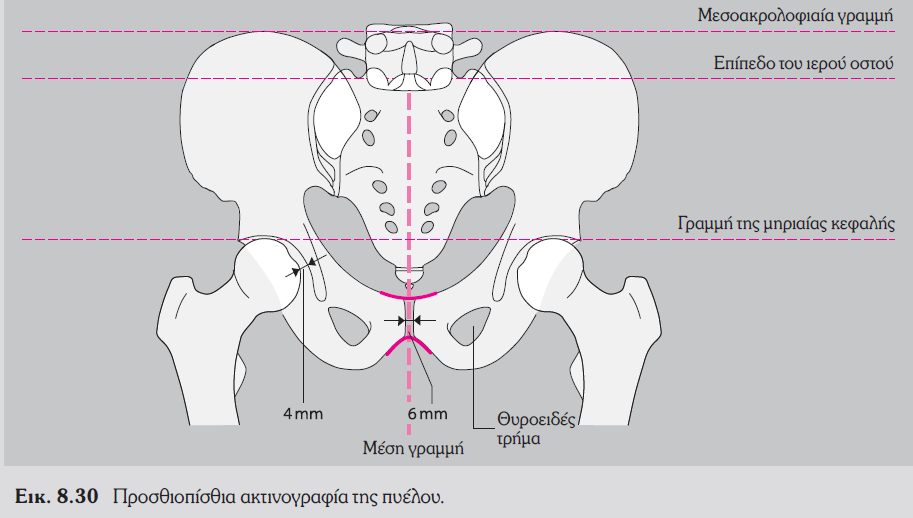 Μεσοακρολοφιαία γραμμή
Επίπεδο του ιερού οστού
Γραμμή της μηριαίας κεφαλής
4 mm
6 mm
Θυροειδές
τρήμα
Μέση γραμμή
Εικ. 8.30 Προσθιοπίσθια ακτινογραφία της πυέλου.